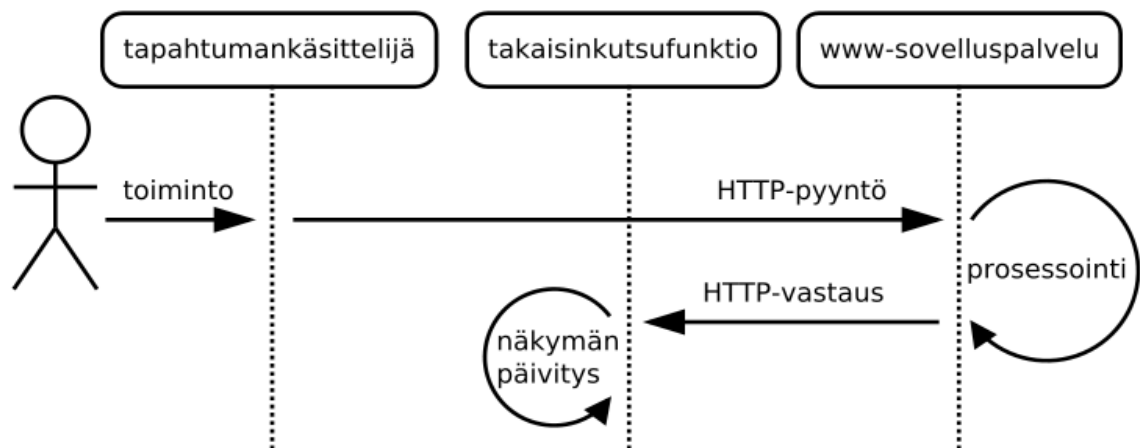 tapahtumankäsittelijä
takaisinkutsufunktio
www-sovelluspalvelu
toiminto
HTTP-pyyntö
prosessointi
HTTP-vastaus
näkymän
päivitys